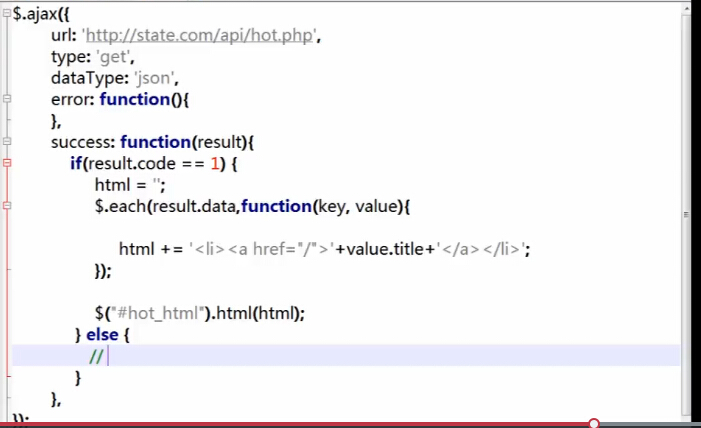 $.ajax({
url: 'http://state.com/api/hot.php',
type: 'get',
dataType: 'json',
error: function(){
},
success: function(result){
if(result.code == 1) {
html = '';
$.each(result.data,function(key, value){
html += '<li><a href="/">'+value.title+'</a></li>';
});
$("#hot_html").html(html);
} else {
//
}
},
});